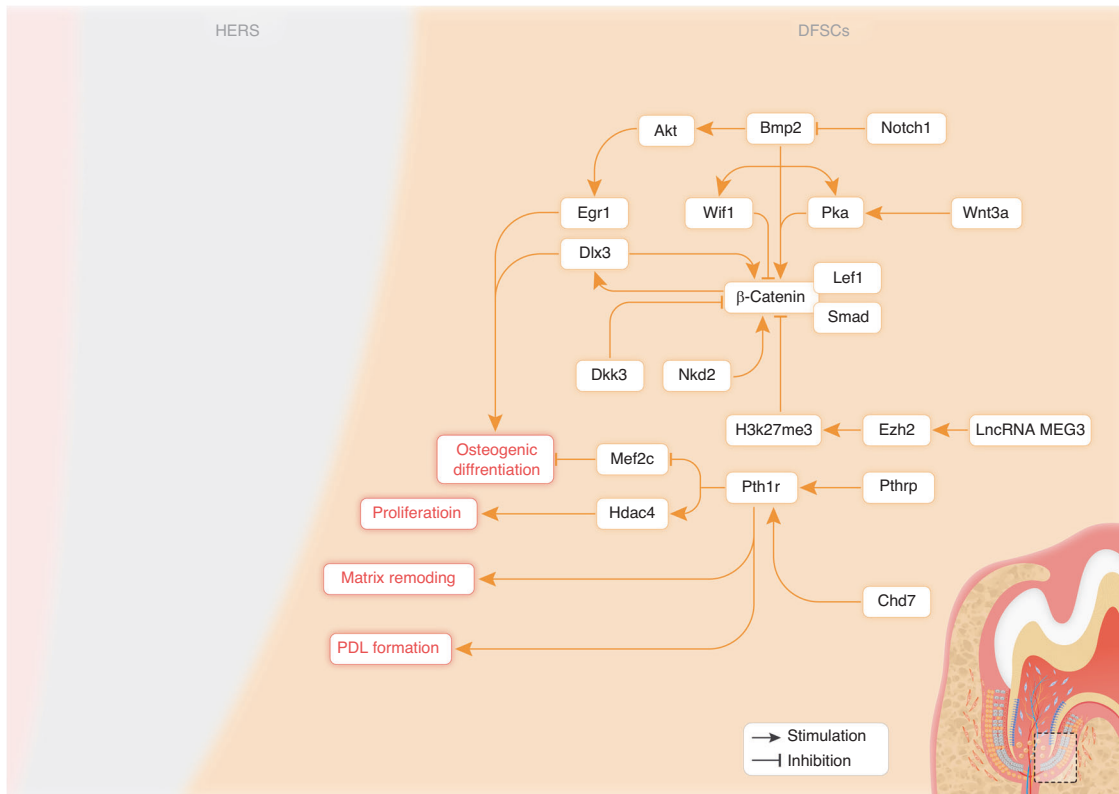 HERS
DFSCs
Akt
Bmp2
Notch1
Egr1
Wif1
Pka
Wnt3a
Dlx3
β-Catenin
Lef1
Smad
Dkk3
Nkd2
H3k27me3
Ezh2
LncRNA MEG3
Osteogenic
diffrentiation
Mef2c
Pth1r
Pthrp
Proliferatioin
Hdac4
Matrix remoding
Chd7
PDL formation
Stimulation
Inhibition